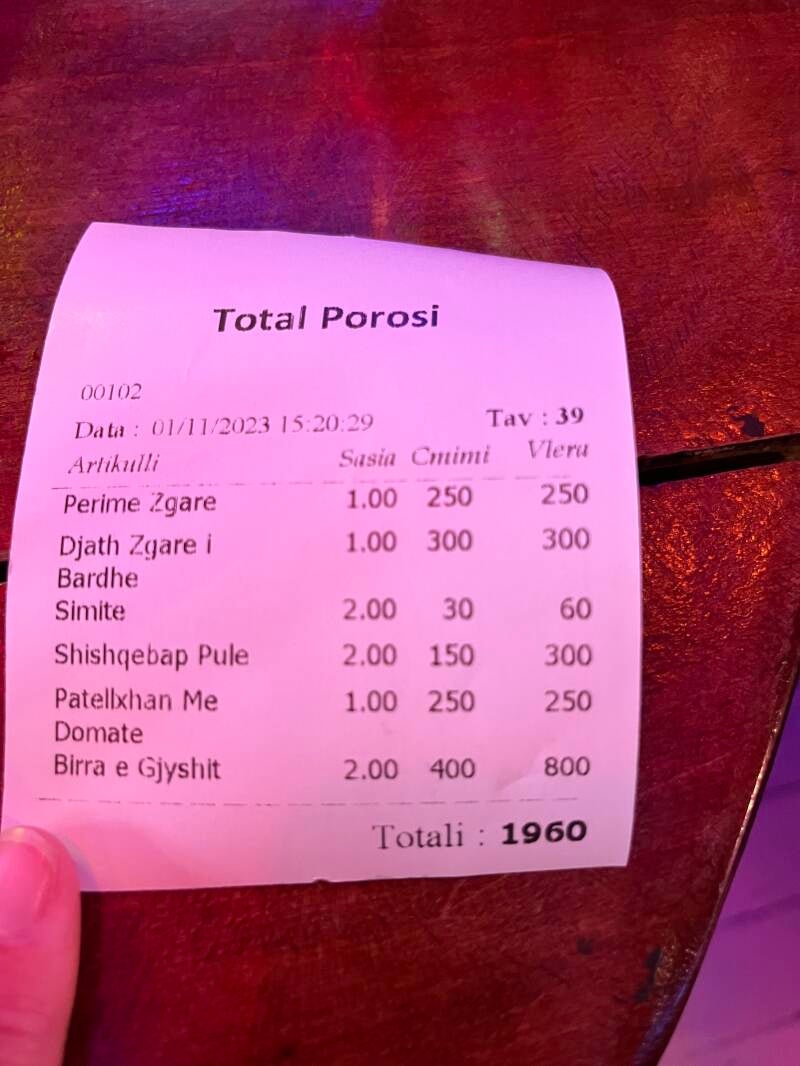 Total Porosi
00102
Data : 01/11/2023 15:20:29 Tav : 39
Artikulli Sasia Cmimi Vlera
Perime Zgare 1.00 250 250
Djath Zgare i 1.00 300 300
Bardhe
Simite 2.00 30 60
Shishqebap Pule 2.00 150 300
Patellxhan Me 1.00 250 250
Domate
Birra e Gjyshit 2.00 400 800
Totali : 1960